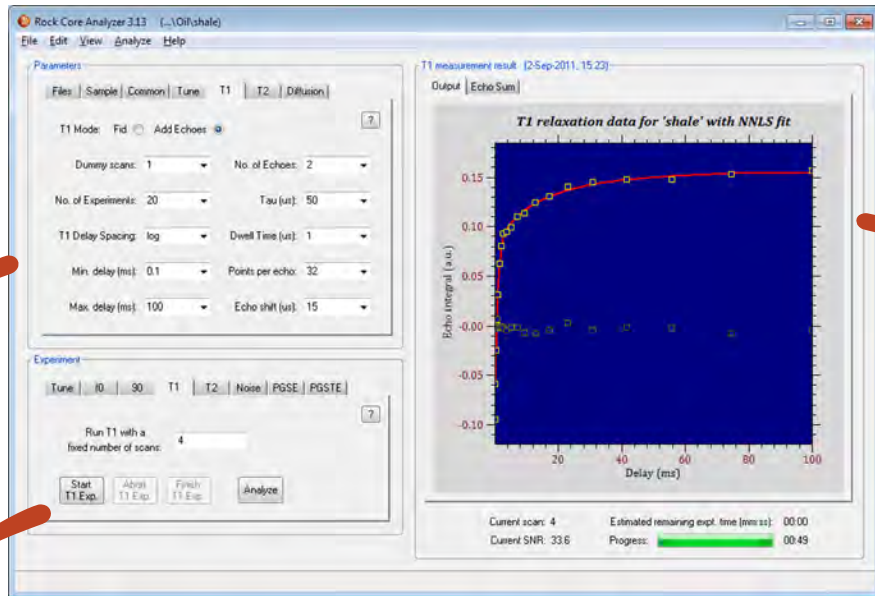 Rock Core Analyzer 3.13 (...\Oil\shale)
File Edit View Analyze Help
Parameters
Files Sample Common Tune T1 T2 Diffusion
T1 Mode: Fid Add Echoes ?
Dummy scans: 1 No. of Echoes: 2
No. of Experiments: 20 Tau (us): 50
T1 Delay Spacing: log Dwell Time (us): 1
Min. delay (ms): 0.1 Points per echo: 32
Max. delay (ms): 100 Echo shift (us): 15
Experiment
Tune 90 T1 T2 Noise PGSE PGSTE
?
Run T1 with a
fixed number of scans: 4
Start
T1 Exp.
Abort
T1 Exp.
Finish
T1 Exp.
Analyze
T1 measurement result (2-Sep-2011, 15:23)
Output Echo Sum
T1 relaxation data for 'shale' with NNLS fit
Echo integral (a.u.)
0.15
0.10
0.05
-0.00
-0.05
-0.10
20 40 60 80 100
Delay (ms)
Current scan: 4 Estimated remaining expt. time (mm:ss): 00:00
Current SNR: 33.6 Progress: 00:49